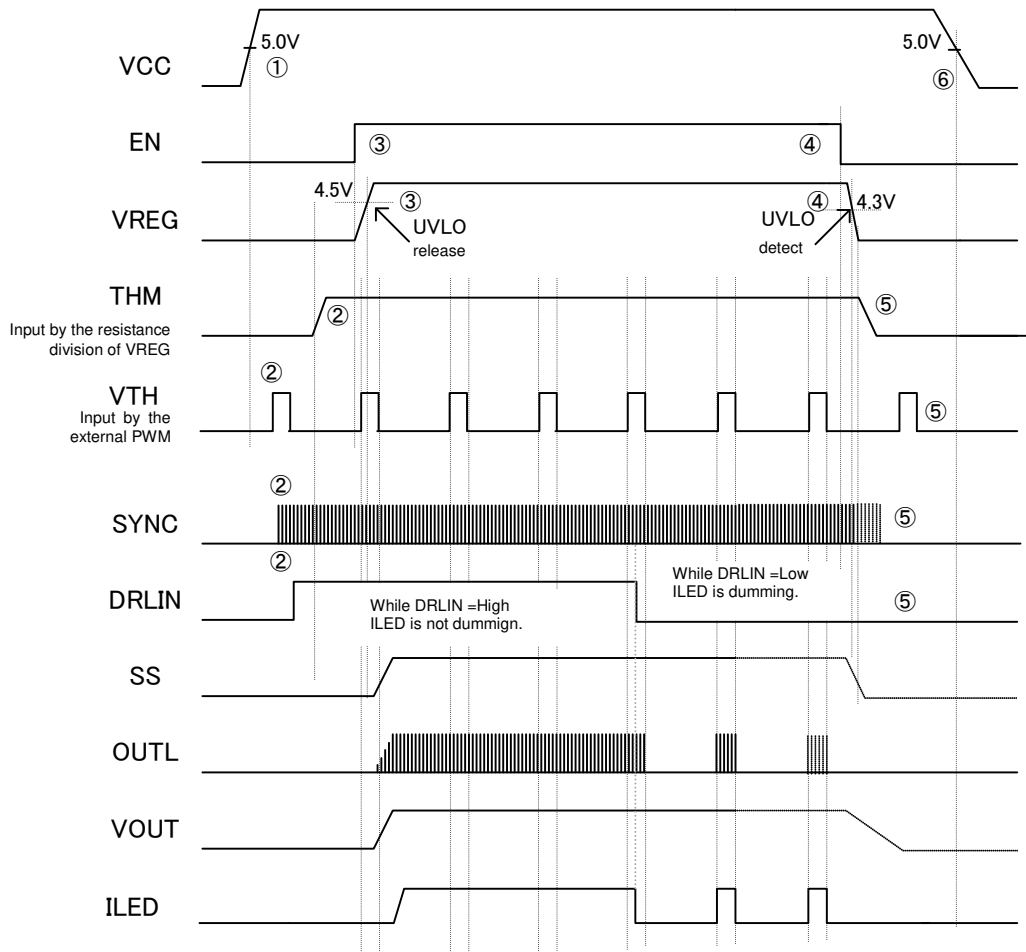 5.0V
5.0V
VCC
①
⑥
EN
③
④
4.5V
③
④
4.3V
VREG
UVLO
release
UVLO
detect
THM
②
⑤
Input by the resistance
division of VREG
②
VTH
⑤
Input by the
external PWM
②
SYNC
⑤
②
DRLIN
While DRLIN =High
ILED is not dummign.
While DRLIN =Low
ILED is dumming.
⑤
SS
OUTL
VOUT
ILED